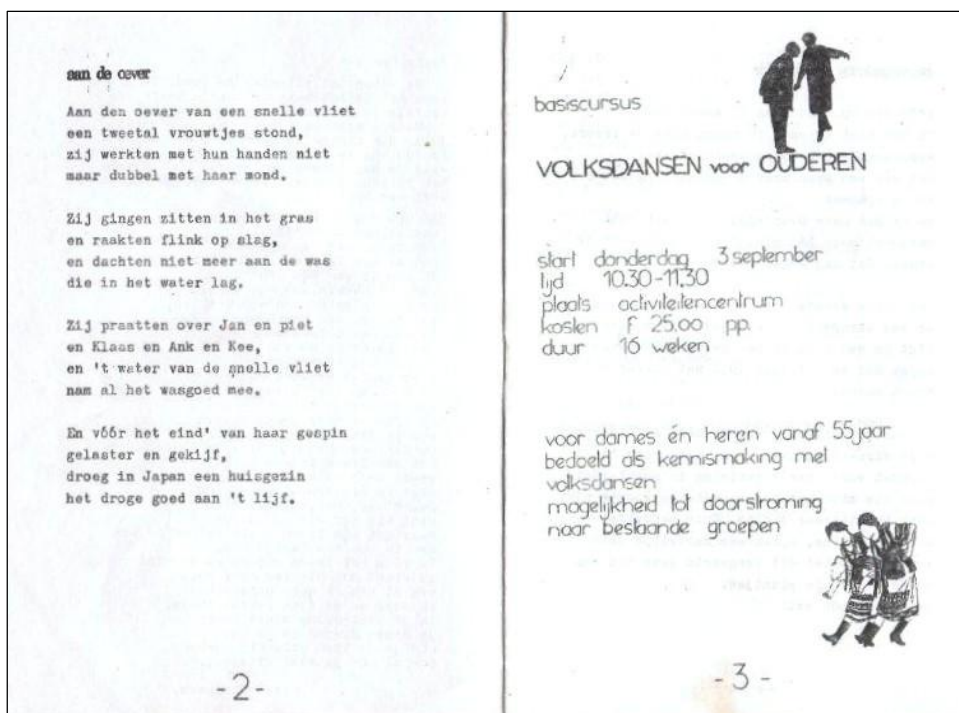 aan de oever
Aan den oever van een snelle vliet
een tweetal vrouwtjes stond,
zij werkten met hun handen niet
maar dubbel met haar mond.
Zij gingen zitten in het gras
en raakten flink op slag,
en dachten niet meer aan de was
die in het water lag.
Zij praatten over Jan en piet
en Klaas en Ank en Kee,
en 't water van de snelle vliet
nam al het wasgoed mee.
En vóór het eind' van haar gespin
gelaster en gekijf,
droeg in Japan een huisgezin
het droge goed aan 't lijf.
-2-
basiscursus
VOLKSDANSEN voor OUDEREN
start donderdag 3 september
tijd 10.30-11.30
plaats activiteitencentrum
kosten f 25.00 pp.
duur 16 weken
voor dames én heren vanaf 55 jaar
bedoeld als kennismaking met
volksdansen
mogelijkheid tot doorstroming
naar bestaande groepen
-3-